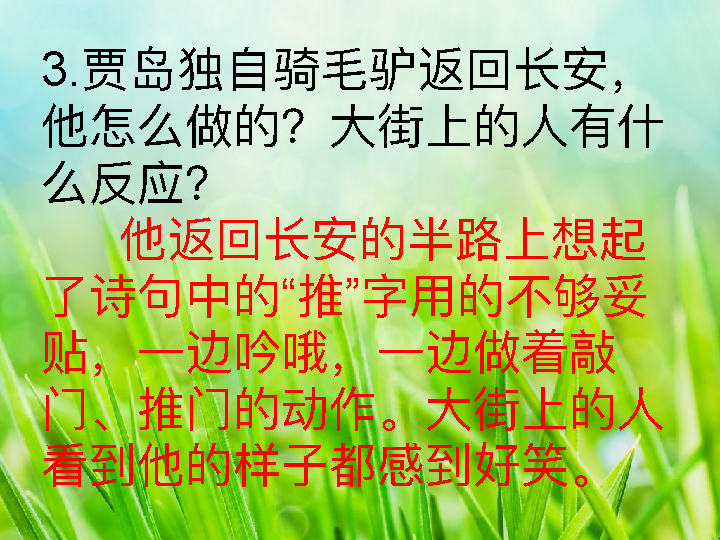 3.贾岛独自骑毛驴返回长安，
他怎么做的？大街上的人有什
么反应？
他返回长安的半路上想起
了诗句中的“推”字用的不够妥
贴，一边吟哦，一边做着敲
门、推门的动作。大街上的人
看到他的样子都感到好笑。